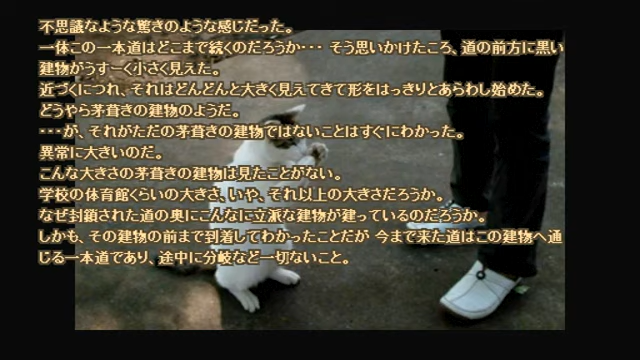 不思議なような驚きのような感じだった。
一体この一本道はどこまで続くのだろうか・・・ そう思いかけたころ、道の前方に黒い
建物がうすーく小さく見えた。
近づくにつれ、それはどんどんと大きく見えてきて形をはっきりとあらわし始めた。
どうやら茅葺きの建物のようだ。
・・・が、それがただの茅葺きの建物ではないことはすぐにわかった。
異常に大きいのだ。
こんな大きさの茅葺きの建物は見たことがない。
学校の体育館くらいの大きさ、いや、それ以上の大きさだろうか。
なぜ封鎖された道の奥にこんなに立派な建物が建っているのだろうか。
しかも、その建物の前まで到着してわかったことだが 今まで来た道はこの建物へ通
じる一本道であり、途中に分岐など一切ないこと。